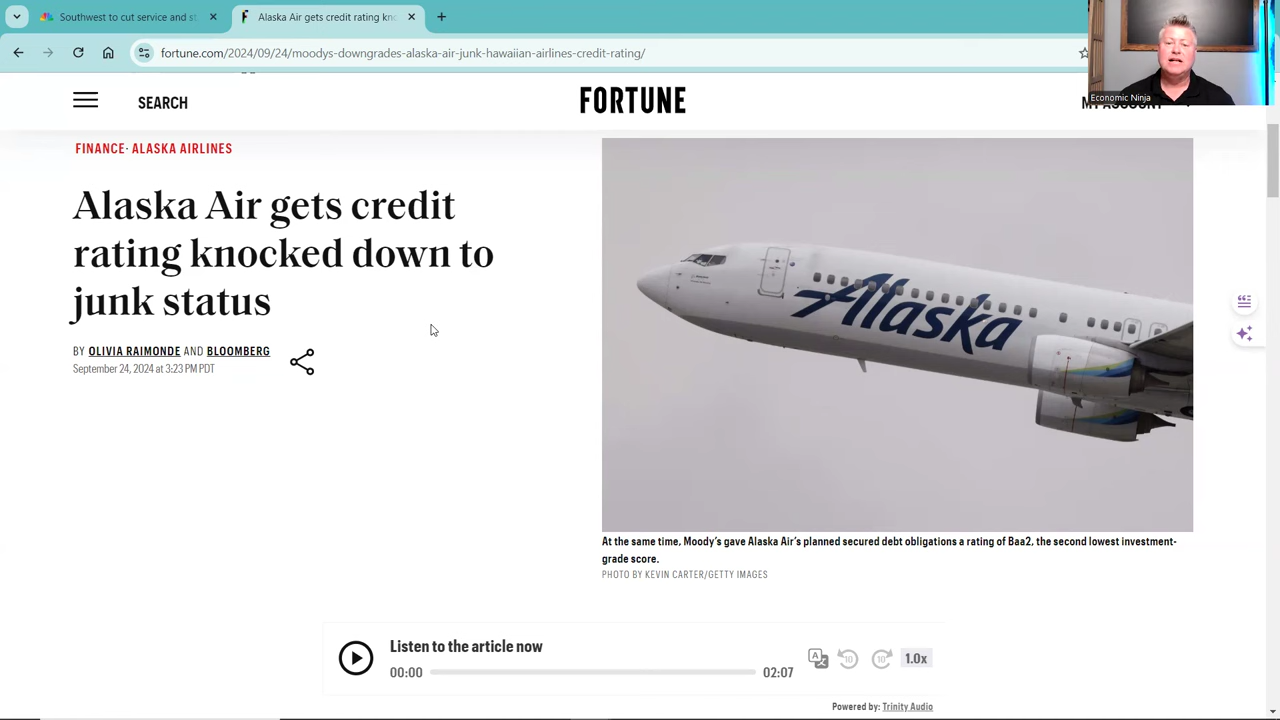 Southwest to cut service and st
Alaska Air gets credit rating kn
fortune.com/2024/09/24/moodys-downgrades-alaska-air-junk-hawaiian-airlines-credit-rating/
Economic Ninja
SEARCH
FORTUNE
MY ACCOUNT
FINANCE· ALASKA AIRLINES
Alaska Air gets credit
rating knocked down to
junk status
BY OLIVIA RAIMONDE AND BLOOMBERG
September 24, 2024 at 3:23 PM PDT
Alaska
At the same time, Moody's gave Alaska Air's planned secured debt obligations a rating of Baa2, the second lowest investment-
grade score.
PHOTO BY KEVIN CARTER/GETTY IMAGES
Listen to the article now
00:00
02:07
A
10
10
1.0x
Powered by: Trinity Audio